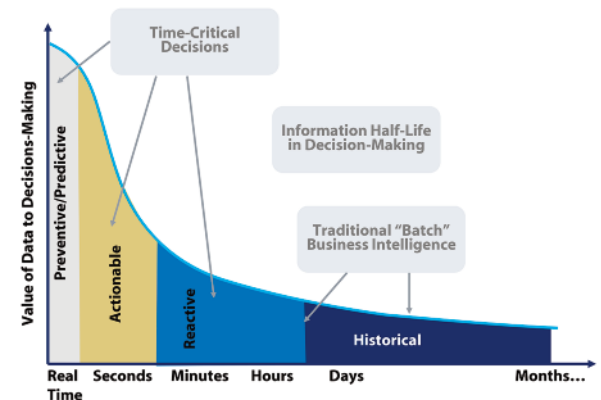 Time-Critical
Decisions
Information Half-Life
in Decision-Making
Traditional “Batch”
Business Intelligence
Value of Data to Decisions-Making
Preventive/Predictive
Actionable
Reactive
Historical
Real
Time
Seconds
Minutes
Hours
Days
Months...